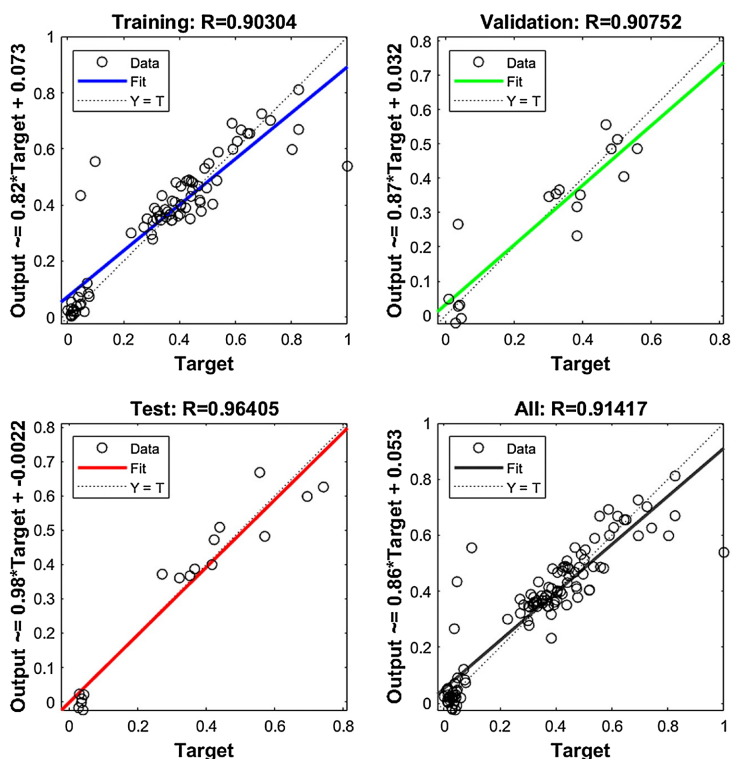 Training: R=0.90304
Output ~= 0.82*Target + 0.073
1
0.8
0.6
0.4
0.2
0
Data
Fit
Y = T
0 0.2 0.4 0.6 0.8 1
Target
Validation: R=0.90752
Output ~= 0.87*Target + 0.032
0.8
0.7
0.6
0.5
0.4
0.3
0.2
0.1
0
Data
Fit
Y = T
0 0.2 0.4 0.6 0.8
Target
Test: R=0.96405
Output ~= 0.98*Target + -0.0022
0.8
0.7
0.6
0.5
0.4
0.3
0.2
0.1
0
Data
Fit
Y = T
0 0.2 0.4 0.6 0.8
Target
All: R=0.91417
Output ~= 0.86*Target + 0.053
1
0.8
0.6
0.4
0.2
0
Data
Fit
Y = T
0 0.2 0.4 0.6 0.8 1
Target